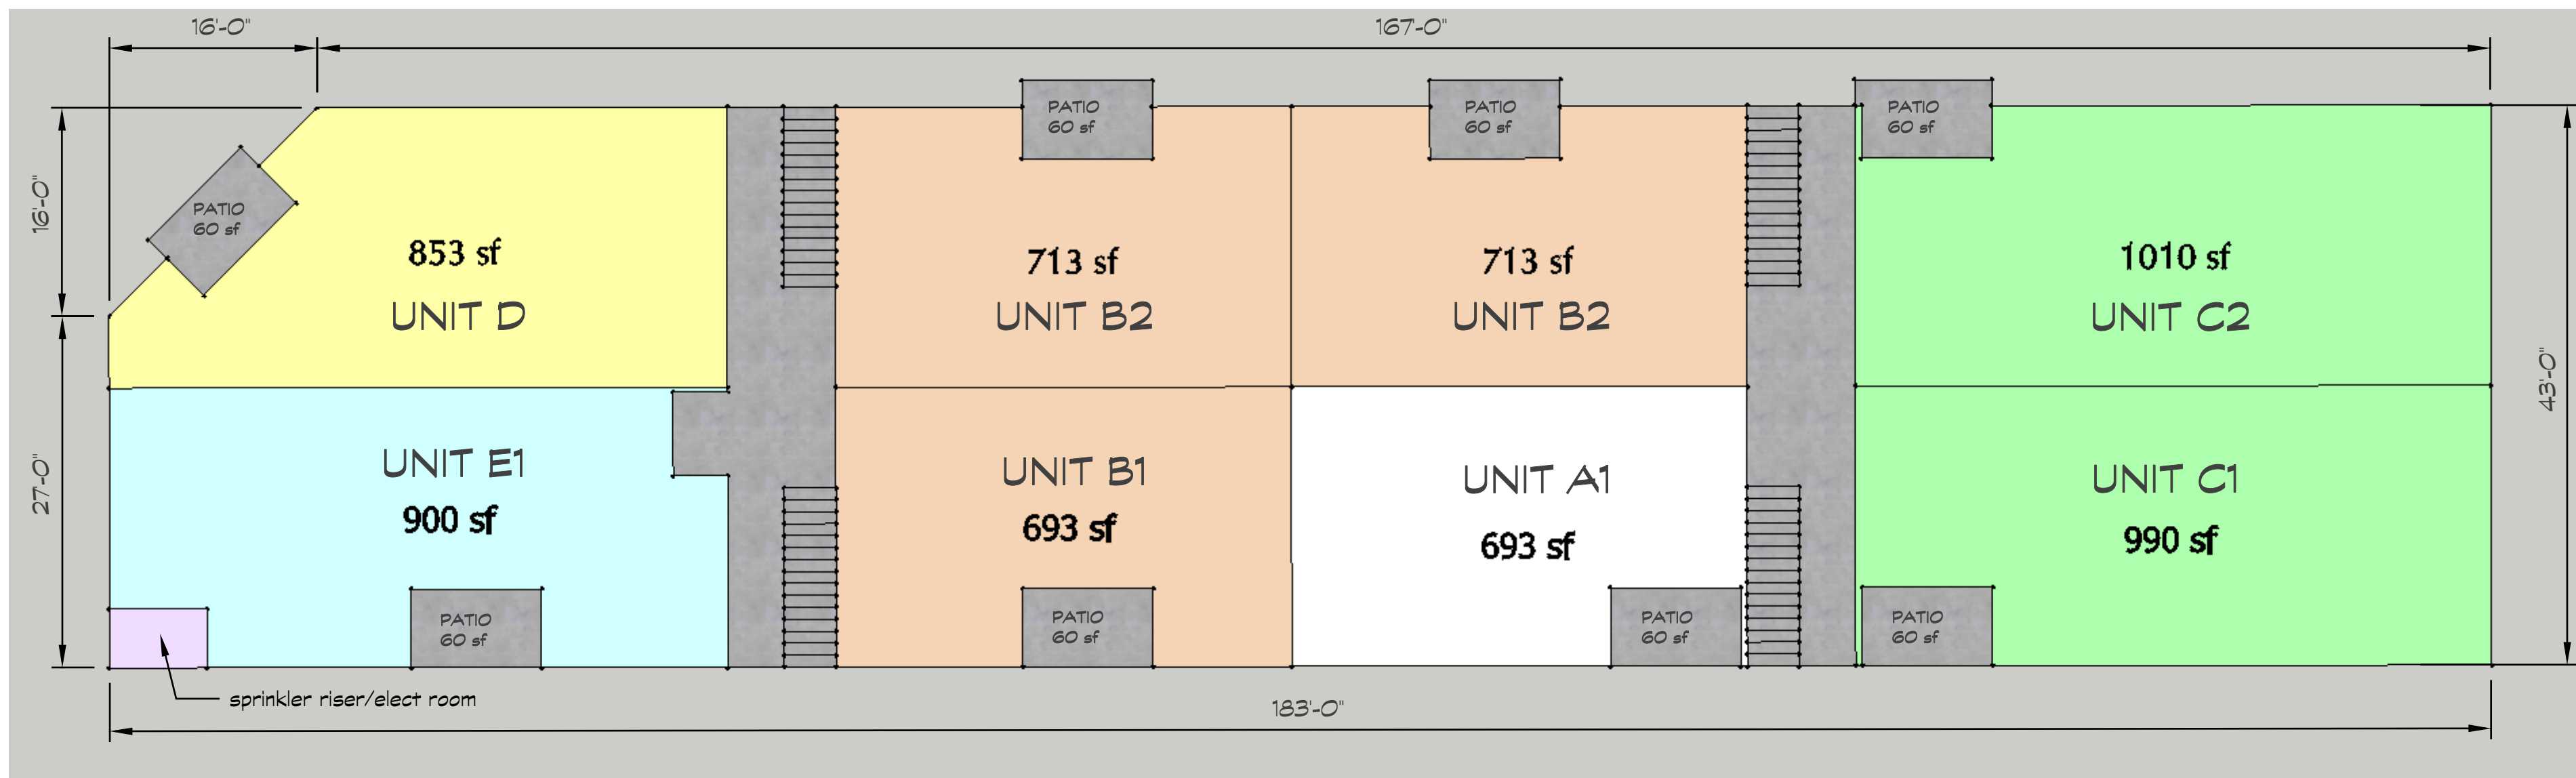 16'-0"
167'-0"
PATIO
60 sf
PATIO
60 sf
PATIO
60 sf
16'-0"
PATIO
60 sf
853 sf
UNIT D
713 sf
UNIT B2
713 sf
UNIT B2
1010 sf
UNIT C2
43'-0"
27'-0"
UNIT E1
900 sf
UNIT B1
693 sf
UNIT A1
693 sf
UNIT C1
990 sf
PATIO
60 sf
PATIO
60 sf
PATIO
60 sf
PATIO
60 sf
sprinkler riser/elect room
183'-0"